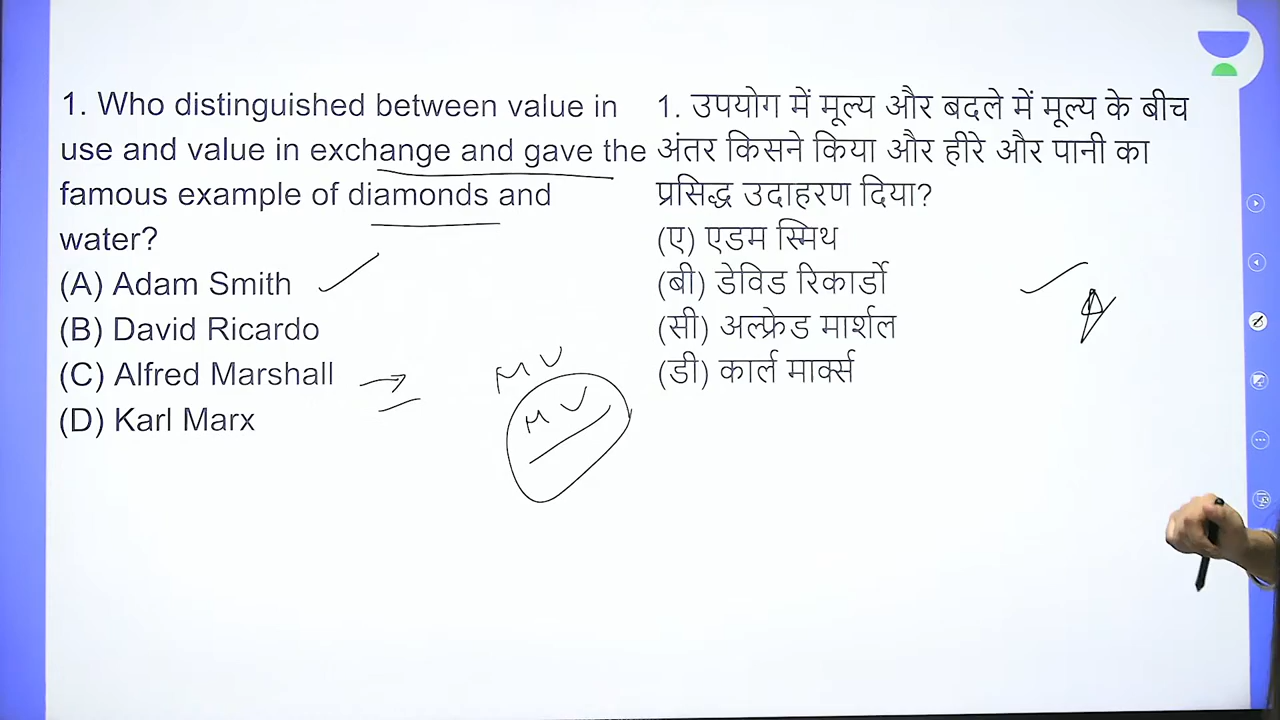 1. Who distinguished between value in
use and value in exchange and gave the
famous example of diamonds and
water?
(A) Adam Smith
(B) David Ricardo
(C) Alfred Marshall
(D) Karl Marx
MV
MV
1. उपयोग में मूल्य और बदले में मूल्य के बीच
अंतर किसने किया और हीरे और पानी का
प्रसिद्ध उदाहरण दिया?
(ए) एडम स्मिथ
(बी) डेविड रिकार्डो
(सी) अल्फ्रेड मार्शल
(डी) कार्ल मार्क्स